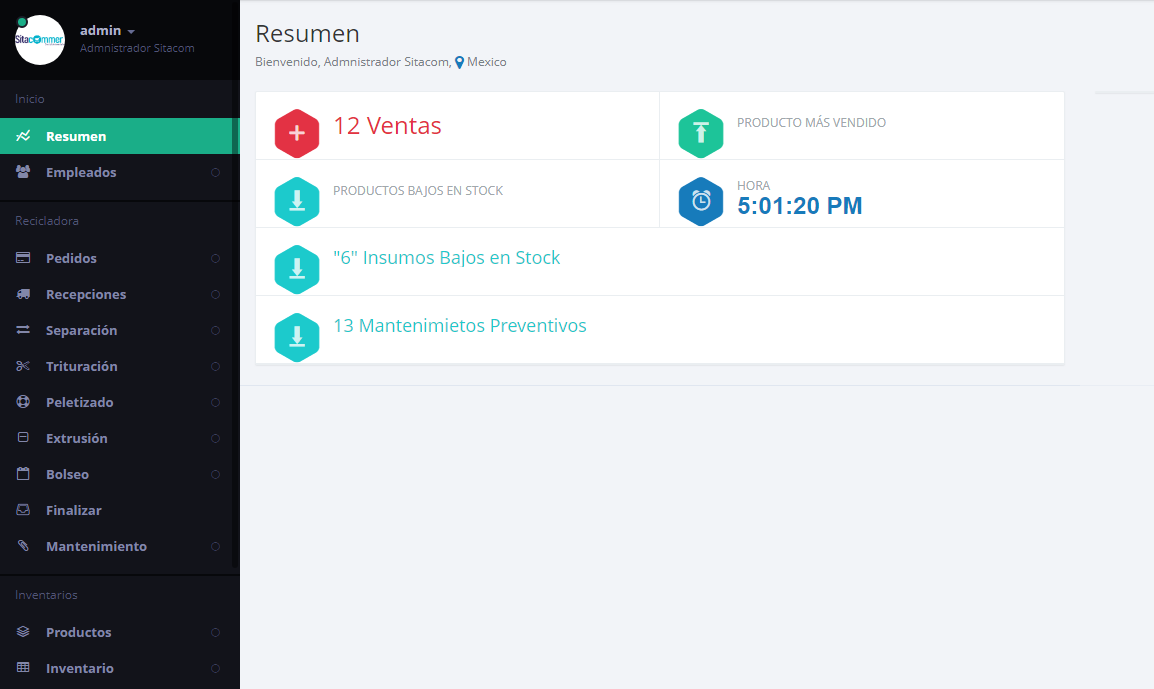 Sitacommer
admin
Admnistrador Sitacom
Inicio
Resumen
Empleados
Recicladora
Pedidos
Recepciones
Separación
Trituración
Peletizado
Extrusión
Bolseo
Finalizar
Mantenimiento
Inventarios
Productos
Inventario
Resumen
Bienvenido, Admnistrador Sitacom, Mexico
12 Ventas
PRODUCTO MÁS VENDIDO
PRODUCTOS BAJOS EN STOCK
HORA
5:01:20 PM
"6" Insumos Bajos en Stock
13 Mantenimietos Preventivos